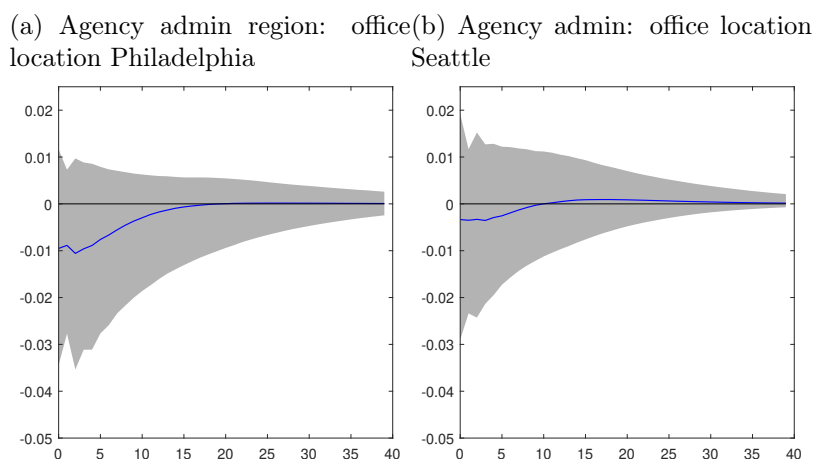 (a) Agency admin region: office
location Philadelphia
(b) Agency admin: office location
Seattle
0.02
0.01
0
-0.01
-0.02
-0.03
-0.04
-0.05
0 5 10 15 20 25 30 35 40
0.02
0.01
0
-0.01
-0.02
-0.03
-0.04
-0.05
0 5 10 15 20 25 30 35 40